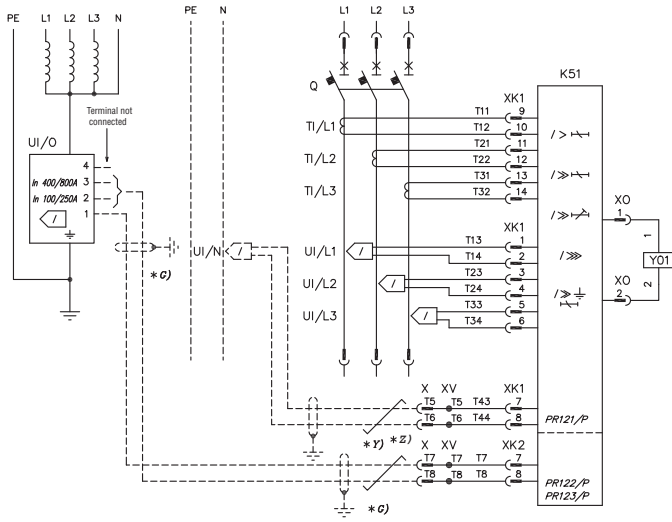 PE L1 L2 L3 N
PE N
L1 L2 L3
Terminal not
connected
UI/O
4
In 400/800A 3
In 100/250A 2
1
/
*G)
UI/N /
Q
TI/L1
TI/L2
TI/L3
XK1
T11 9
T12 10
T21 11
T22 12
T31 13
T32 14
XK1
UI/L1 / T13 1
T14 2
UI/L2 / T23 3
T24 4
UI/L3 / T33 5
T34 6
K51
/>
/≫
/≫
/⋙
/≫
XO
1
1
Y01
XO
2
2
X XV XK1
T5 T5 T43 7
T6 T6 T44 8
*Y) *Z)
PR121/P
X XV XK2
T7 T7 T7 7
T8 T8 T8 8
*G)
PR122/P
PR123/P